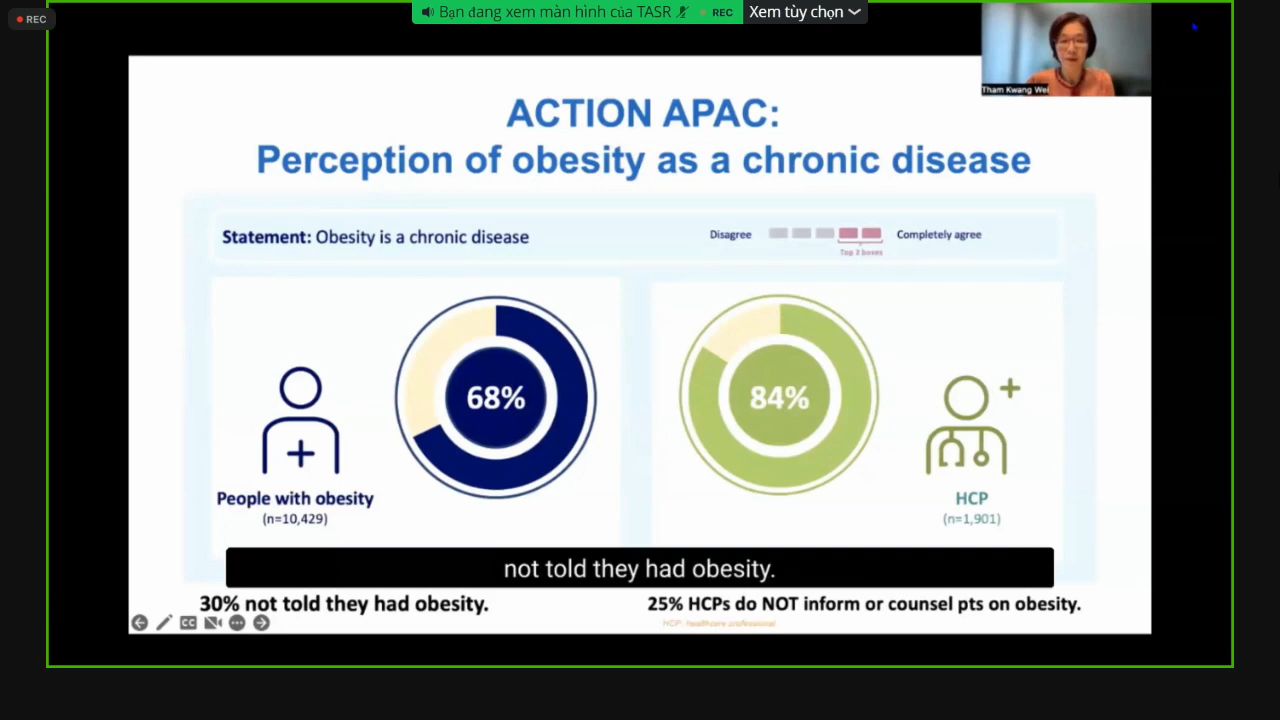 REC
Bạn đang xem màn hình của TASR
REC
Xem tùy chọn
Tham Kwang Wei
ACTION APAC:
Perception of obesity as a chronic disease
Statement: Obesity is a chronic disease
Disagree
Completely agree
Top 2 boxes
68%
84%
People with obesity
(n=10,429)
HCP
(n=1,901)
not told they had obesity.
30% not told they had obesity.
25% HCPs do NOT inform or counsel pts on obesity.
CC
HCP: healthcare professional